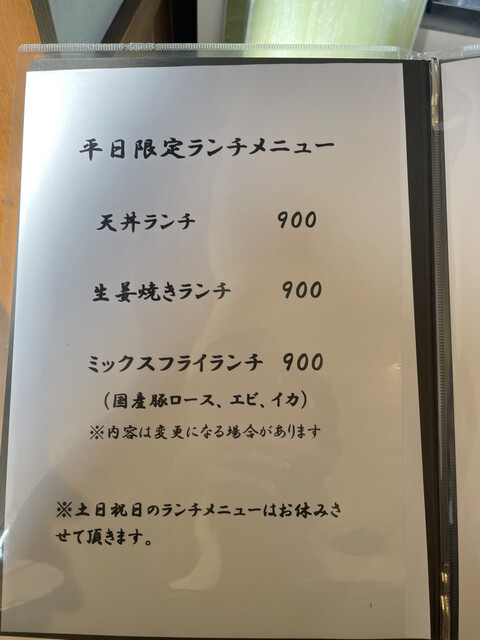 平日限定ランチメニュー
天丼ランチ 900
生姜焼きランチ 900
ミックスフライランチ 900
(国産豚ロース、エビ、イカ)
※内容は変更になる場合があります
※土日祝日のランチメニューはお休みさ
せて頂きます。